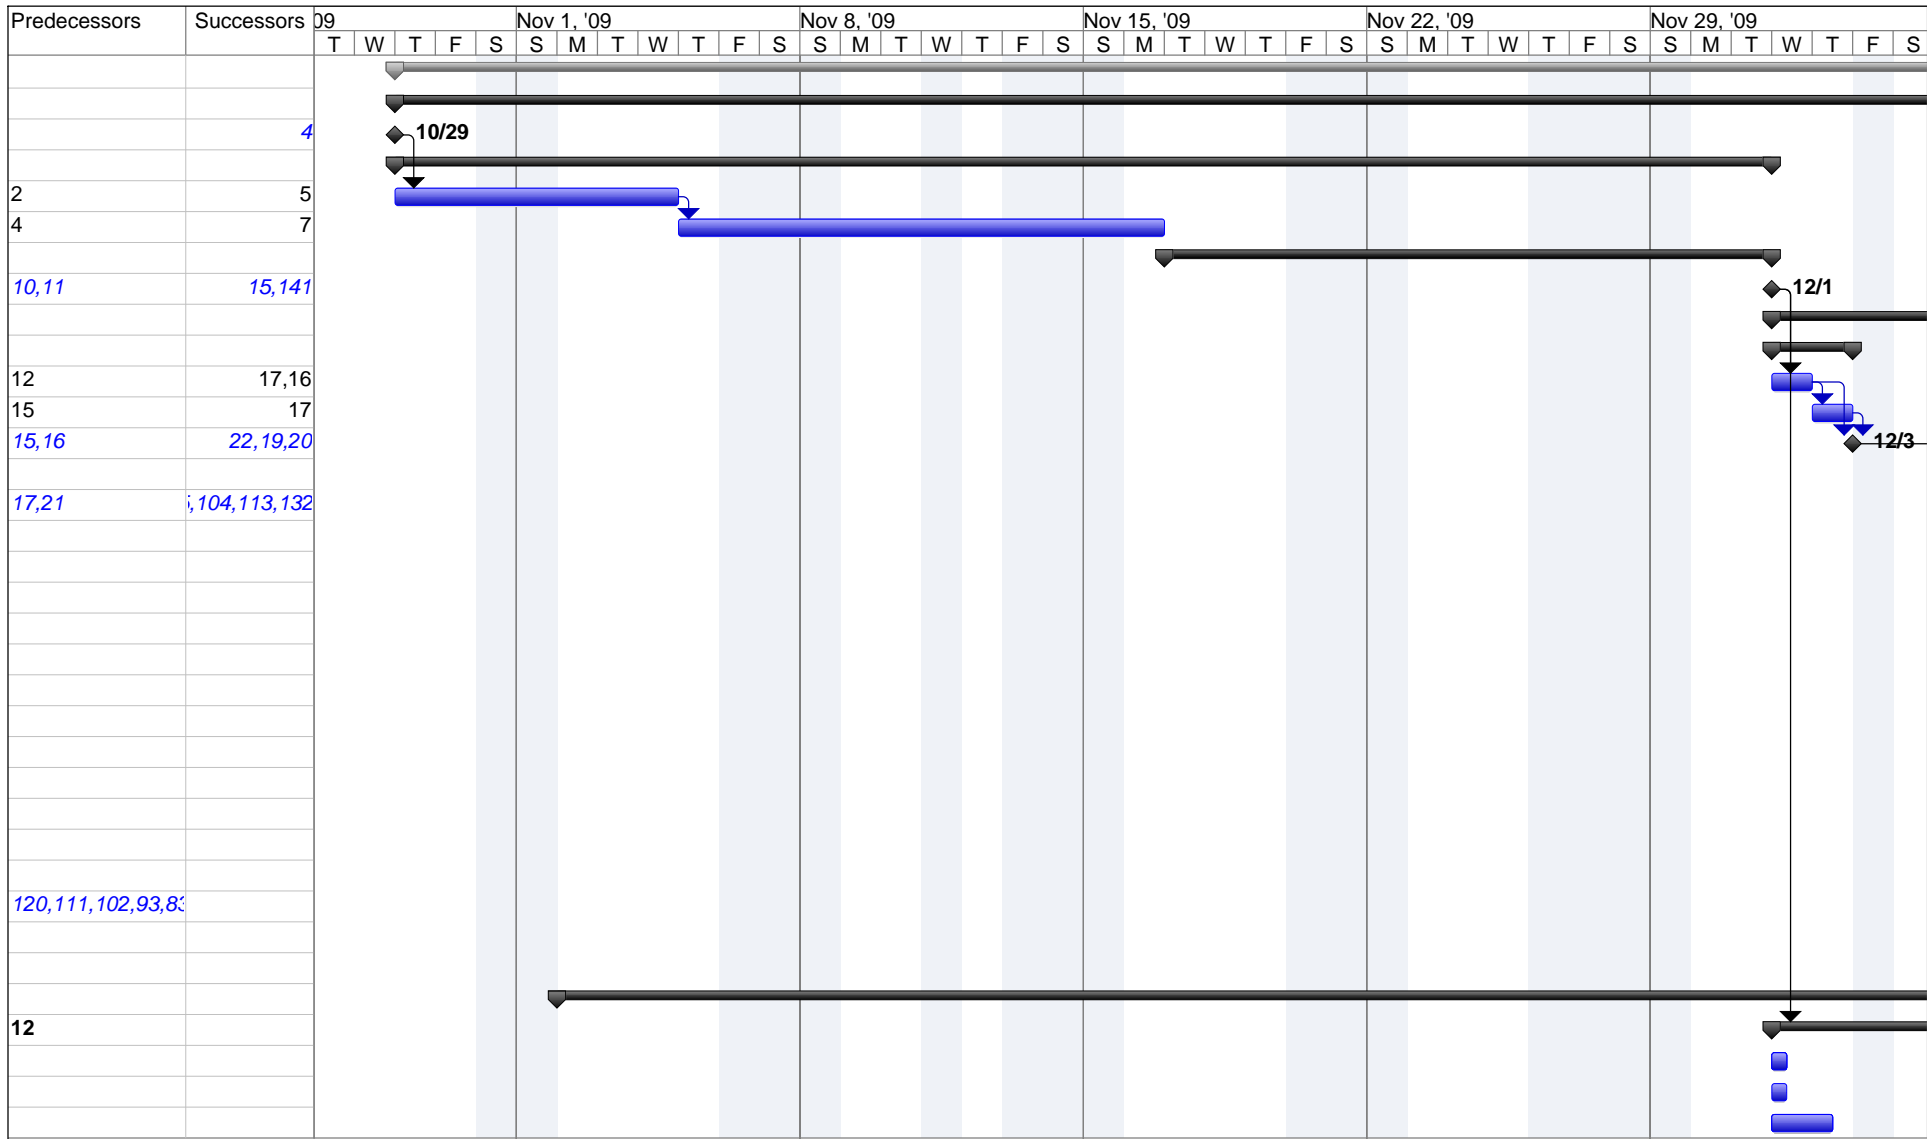 Predecessors Successors 09 Nov 1, '09 Nov 8, '09 Nov 15, '09 Nov 22, '09 Nov 29, '09
T W T F S S M T W T F S S M T W T F S S M T W T F S S M T W T F S S M T W T F S
4 10/29
2 5
4 7
10,11 15,141 12/1
12 17,16
15 17
15,16 22,19,20 12/3
17,21 ,104,113,132
120,111,102,93,83
12